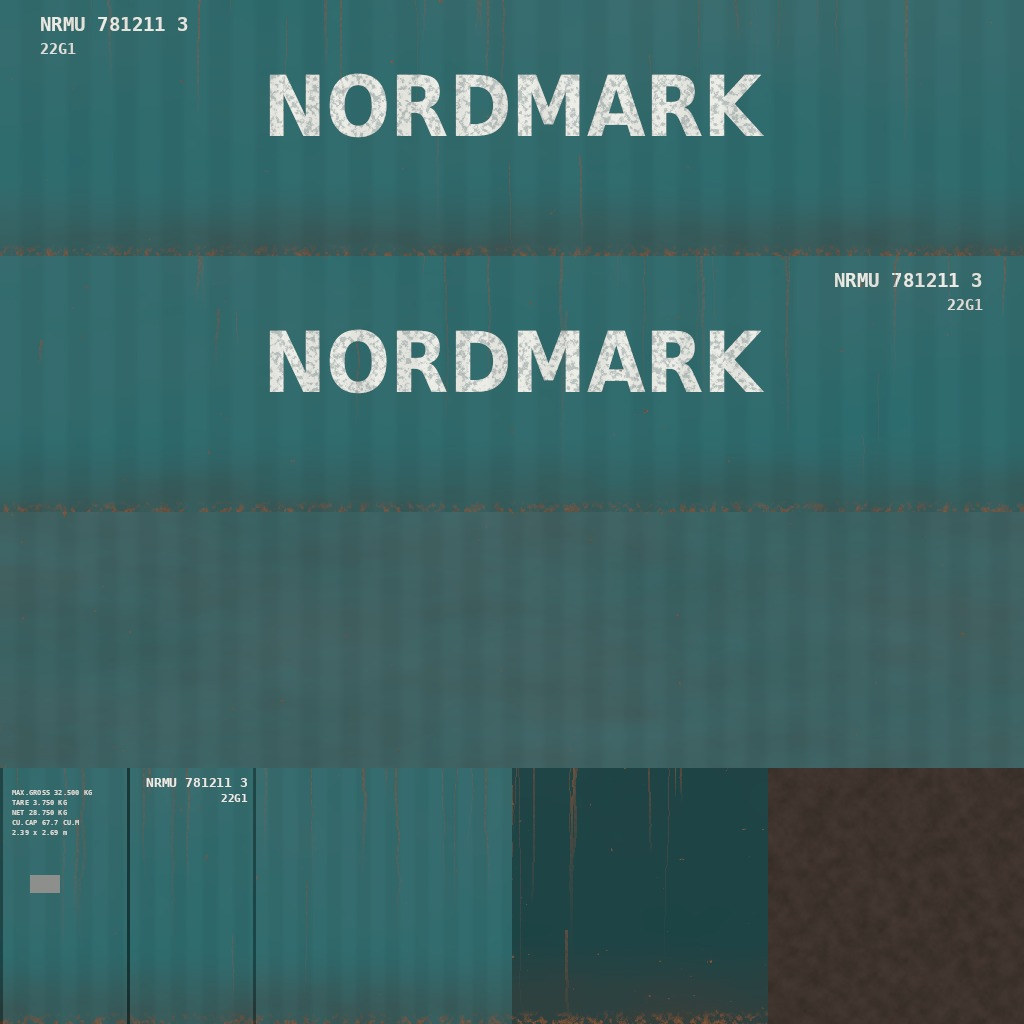 NRMU 781211 3
22G1
NORDMARK
NRMU 781211 3
22G1
NORDMARK
MAX.GROSS 32.500 KG
TARE 3.750 KG
NET 28.750 KG
CU.CAP 67.7 CU.M
2.39 x 2.69 m
NRMU 781211 3
22G1